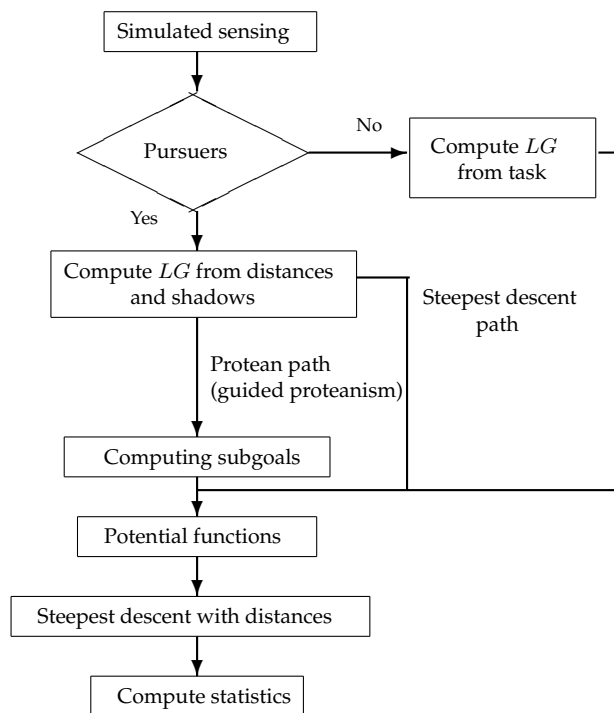 Simulated sensing
No
Pursuers
Compute LG
from task
Yes
Compute LG from distances
and shadows
Steepest descent
path
Protean path
(guided proteanism)
Computing subgoals
Potential functions
Steepest descent with distances
Compute statistics